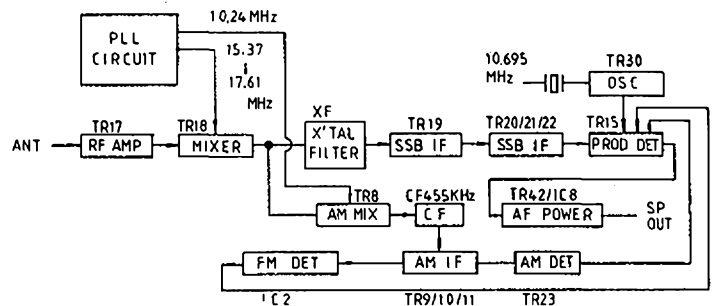 PLL
CIRCUIT
10,24 MHz
15.37
17.61
MHz
10.695
MHz
TR30
OSC
XF
ANT
TR17
RF AMP
TR18
MIXER
X'TAL
FILTER
TR19
SSB IF
TR20/21/22
SSB IF
TR15
PROD DET
TR8
AM MIX
CF455KHz
CF
TR42/IC8
AF POWER
SP
OUT
FM DET
AM IF
AM DET
IC2
TR9/10/11
TR23